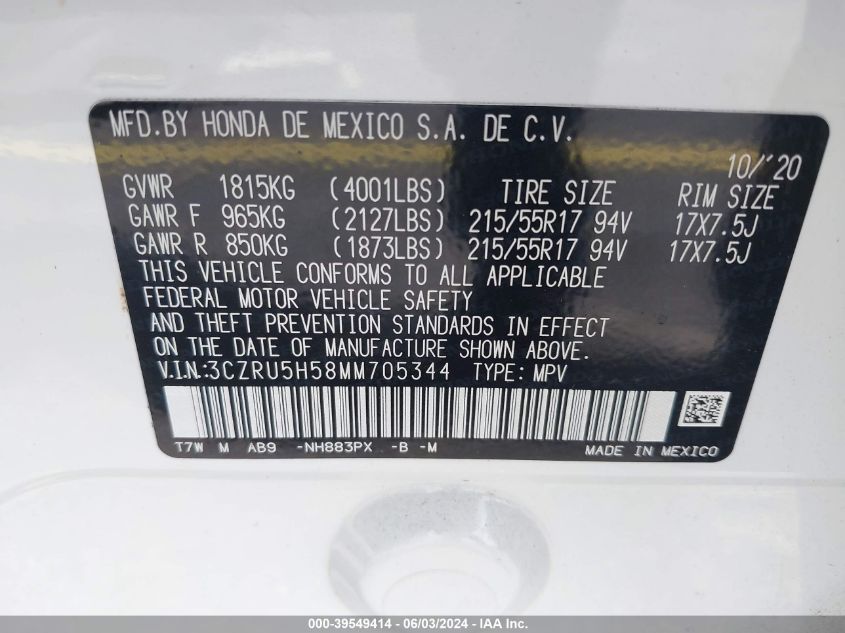 MFD.BY HONDA DE MEXICO S.A. DE C.V.
10/'20
GVWR 1815KG (4001LBS) TIRE SIZE RIM SIZE
GAWR F 965KG (2127LBS) 215/55R17 94V 17X7.5J
GAWR R 850KG (1873LBS) 215/55R17 94V 17X7.5J
THIS VEHICLE CONFORMS TO ALL APPLICABLE
FEDERAL MOTOR VEHICLE SAFETY
AND THEFT PREVENTION STANDARDS IN EFFECT
ON THE DATE OF MANUFACTURE SHOWN ABOVE.
V.I.N.:3CZRU5H58MM705344 TYPE: MPV
T7W M AB9 -NH883PX -B -M MADE IN MEXICO
000-39549414 - 06/03/2024 - IAA Inc.